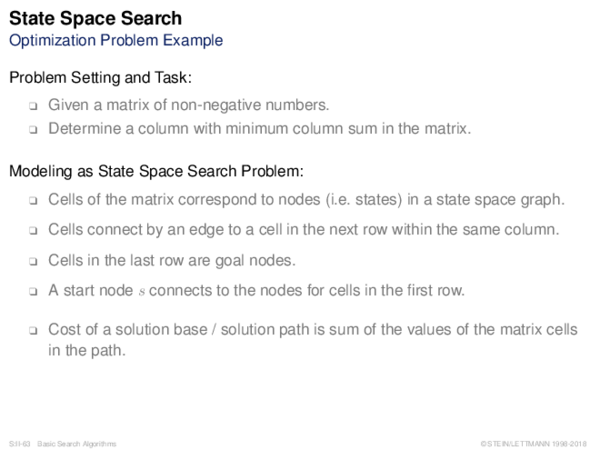 State Space Search
Optimization Problem Example
Problem Setting and Task:
❑ Given a matrix of non-negative numbers.
❑ Determine a column with minimum column sum in the matrix.
Modeling as State Space Search Problem:
❑ Cells of the matrix correspond to nodes (i.e. states) in a state space graph.
❑ Cells connect by an edge to a cell in the next row within the same column.
❑ Cells in the last row are goal nodes.
❑ A start node s connects to the nodes for cells in the first row.
❑ Cost of a solution base / solution path is sum of the values of the matrix cells
in the path.
S:II-63 Basic Search Algorithms ©STEIN/LETTMANN 1998-2018